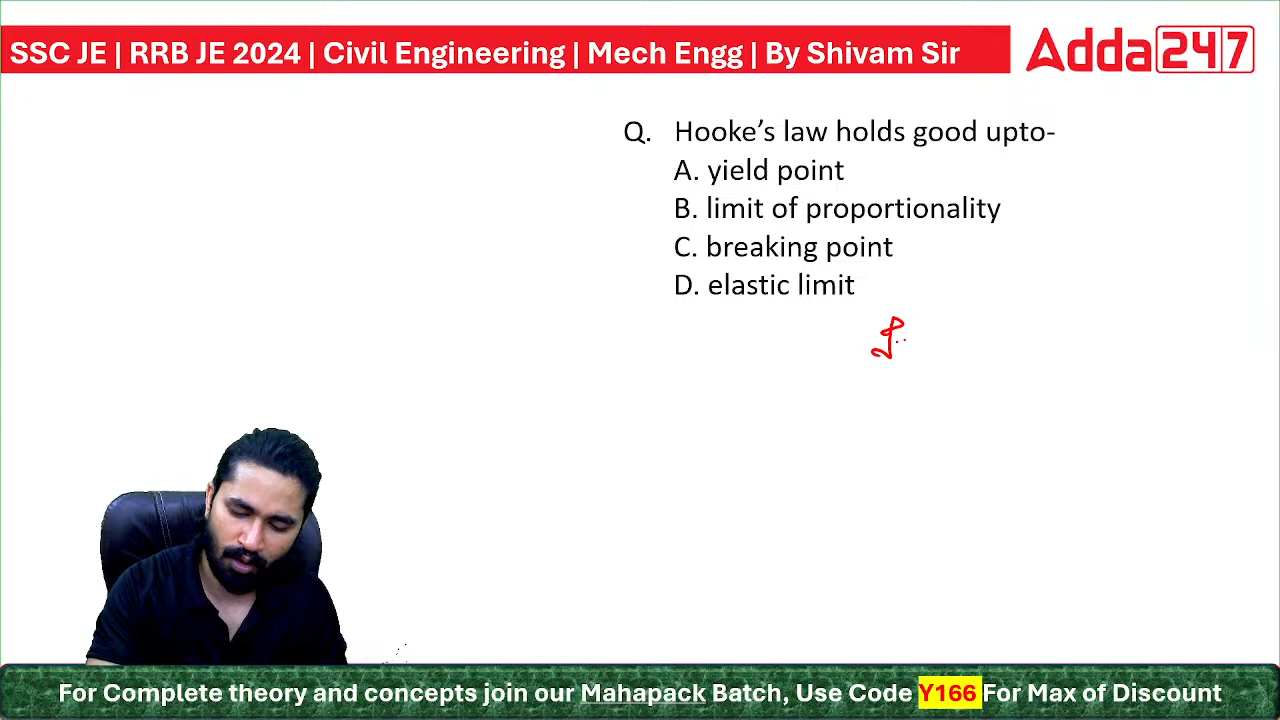 SSC JE | RRB JE 2024 | Civil Engineering | Mech Engg | By Shivam Sir
Adda247
Q. Hooke’s law holds good upto-
A. yield point
B. limit of proportionality
C. breaking point
D. elastic limit
For Complete theory and concepts join our Mahapack Batch, Use Code Y166 For Max of Discount